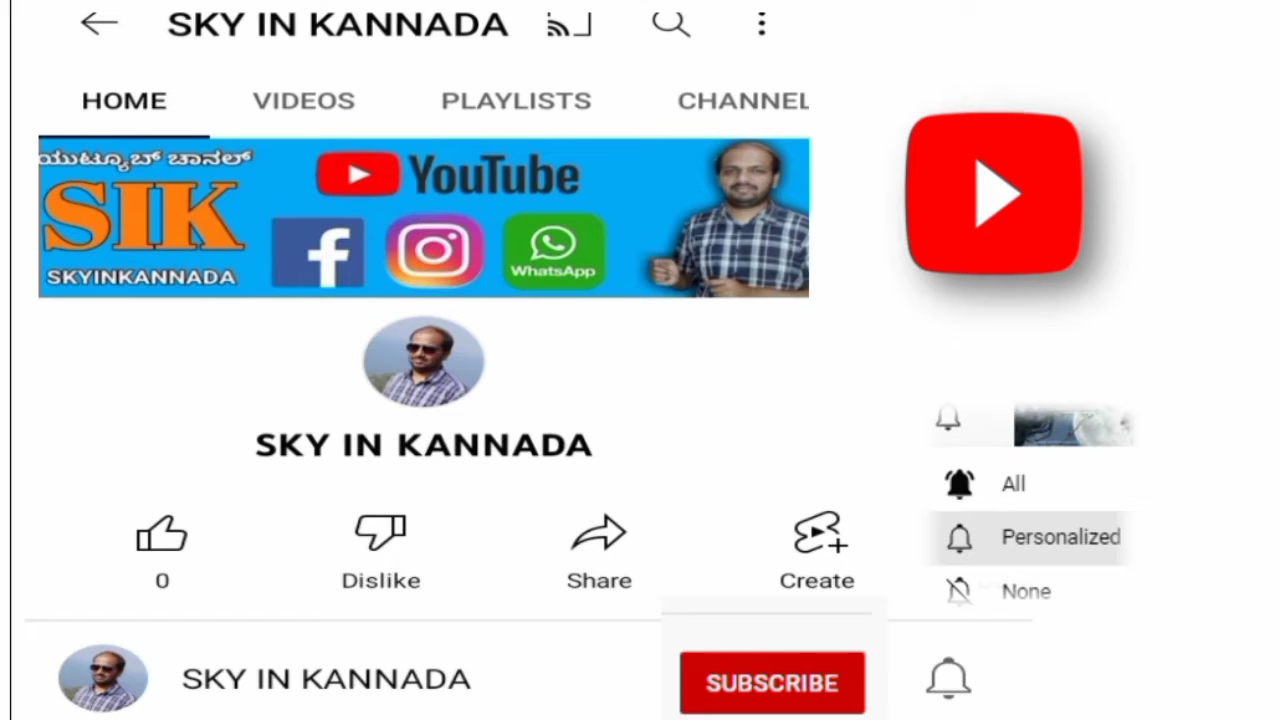 SKY IN KANNADA
HOME VIDEOS PLAYLISTS CHANNEL
ಯುಟ್ಯೂಬ್ ಚಾನಲ್
SIK
SKYINKANNADA
YouTube
f
WhatsApp
SKY IN KANNADA
0 Dislike Share Create
All
Personalized
None
SKY IN KANNADA SUBSCRIBE